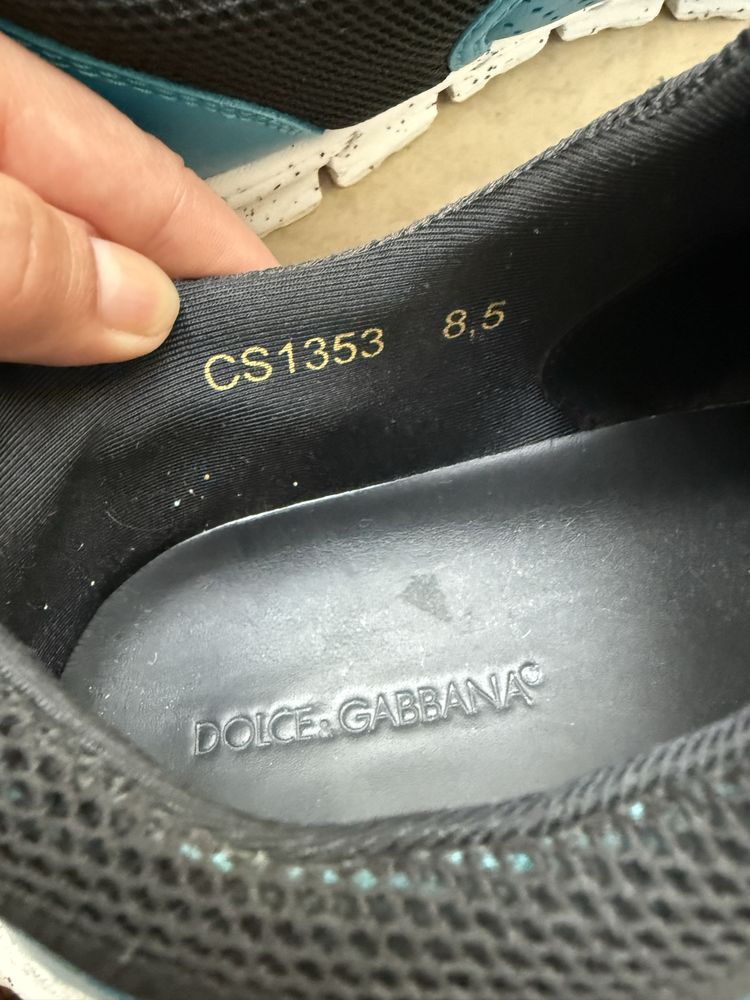 CS1353 8,5
DOLCE & GABBANA